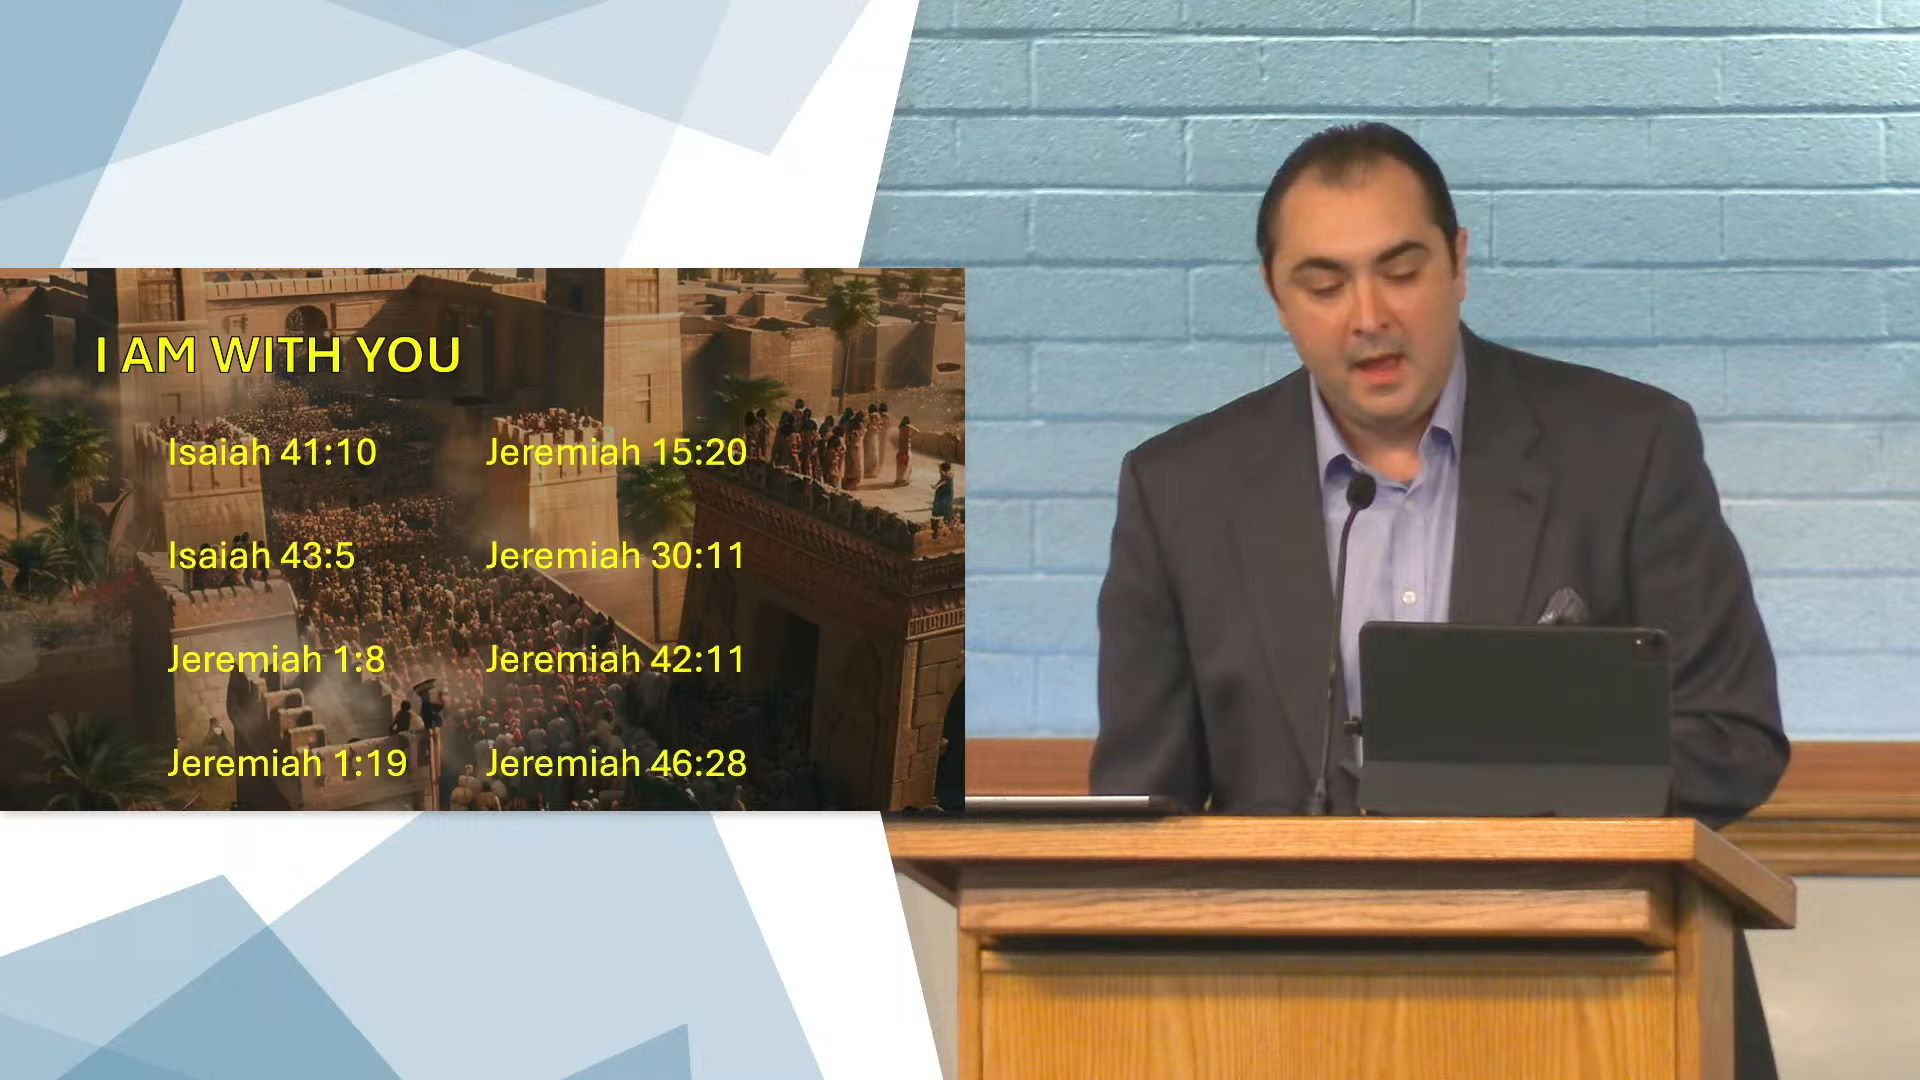 I AM WITH YOU
Isaiah 41:10
Isaiah 43:5
Jeremiah 1:8
Jeremiah 1:19
Jeremiah 15:20
Jeremiah 30:11
Jeremiah 42:11
Jeremiah 46:28